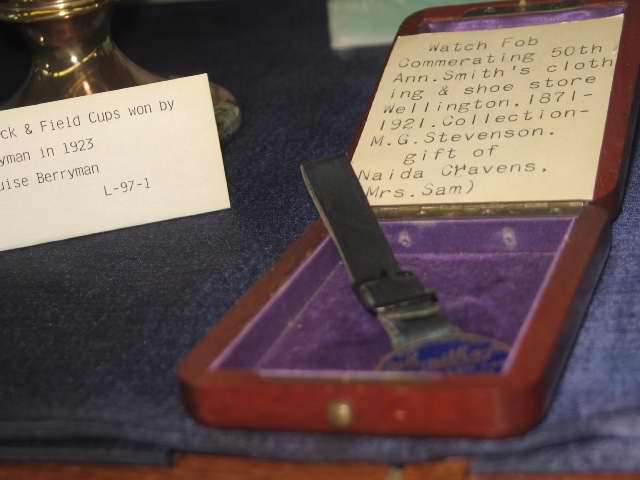 ck & Field Cups won by
yman in 1923
uise Berryman
L-97-1
Watch Fob
Commerating 50th
Ann.Smith's cloth
ing & shoe store
Wellington.1871-
1921.Collection-
M.G.Stevenson.
gift of
Naida Cravens,
Mrs.Sam)